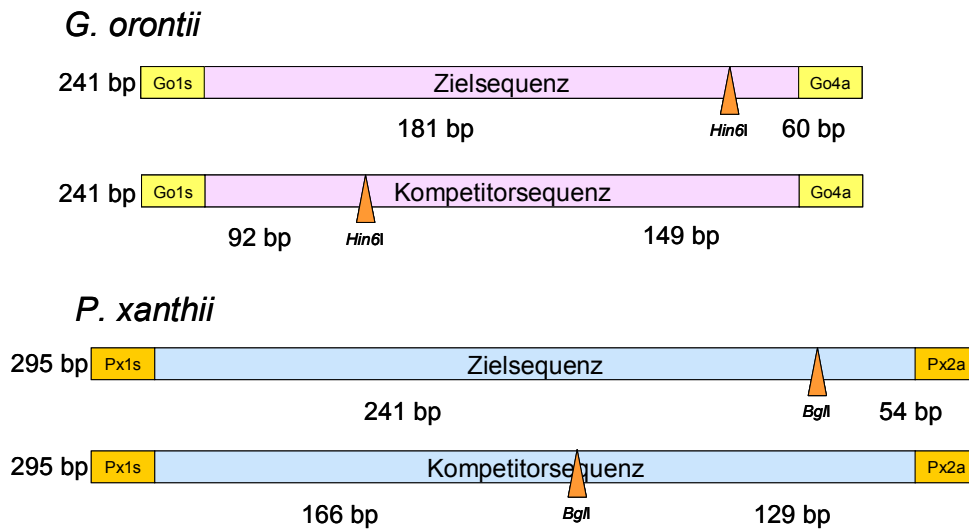 G. orontii
241 bp Go1s Zielsequenz Go4a
181 bp Hin6I 60 bp
241 bp Go1s Kompetitorsequenz Go4a
92 bp Hin6I 149 bp
P. xanthii
295 bp Px1s Zielsequenz Px2a
241 bp BglI 54 bp
295 bp Px1s Kompetitorsequenz Px2a
166 bp BglI 129 bp